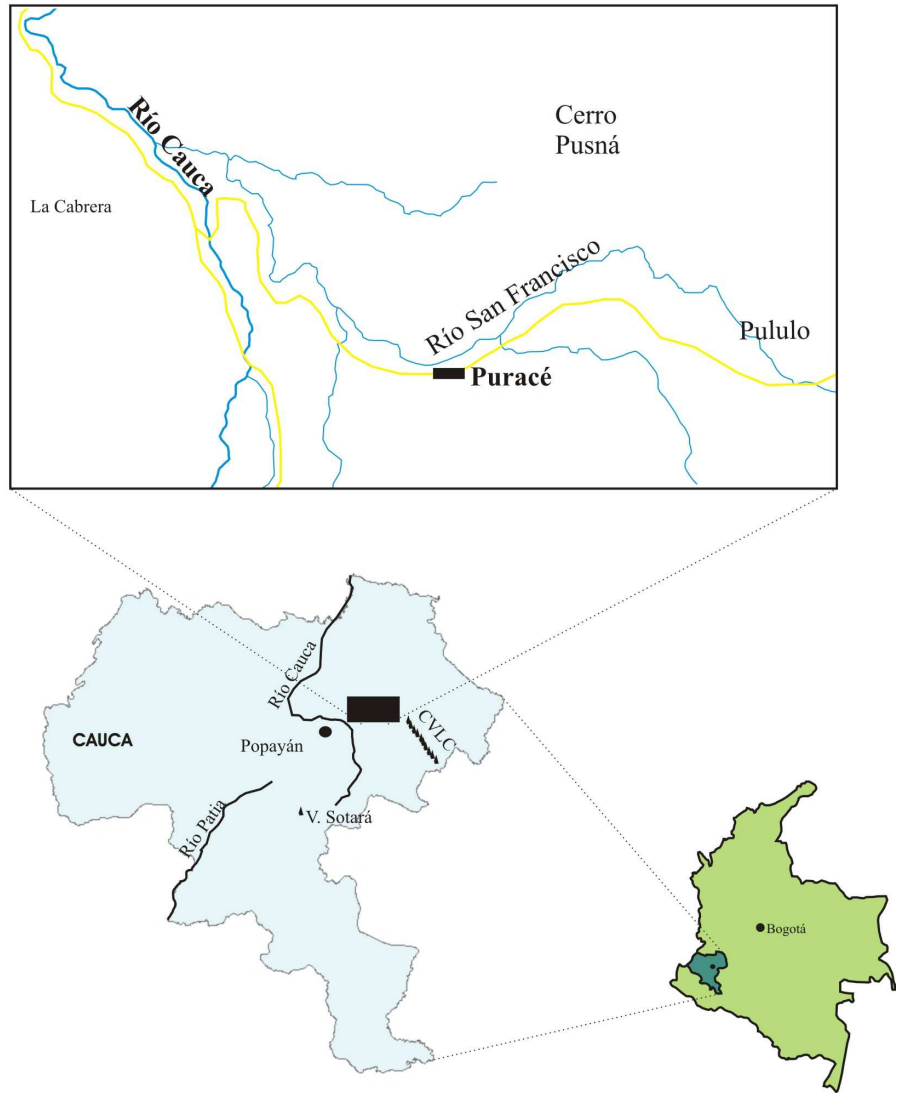 Río Cauca
Cerro
Pusná
La Cabrera
Río San Francisco
Pululo
Puracé
Río Cauca
CVLC
CAUCA
Popayán
Río Patia
V. Sotará
Bogotá